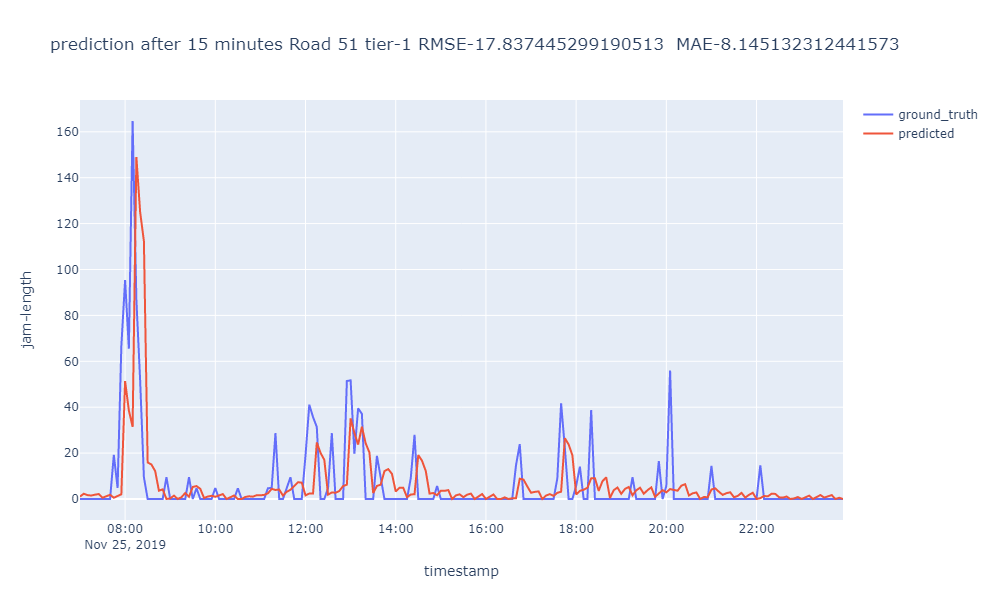 prediction after 15 minutes Road 51 tier-1 RMSE-17.837445299190513  MAE-8.145132312441573
ground_truth
predicted
jam-length
160
140
120
100
80
60
40
20
0
08:00 10:00 12:00 14:00 16:00 18:00 20:00 22:00
Nov 25, 2019
timestamp